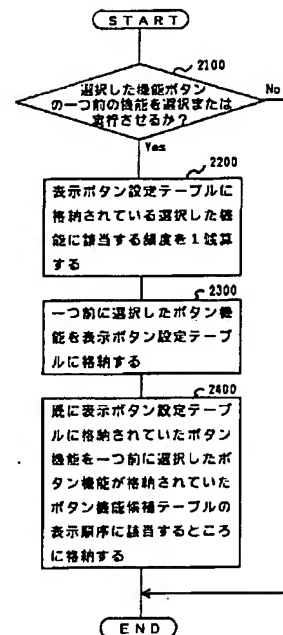 START
2100
選択した機能ボタン
の一つ前の機能を選択または
実行させるか?
No
Yes
2200
表示ボタン設定テーブルに
格納されている選択した機
能に該当する頻度を1減算
する
2300
一つ前に選択したボタン機
能を表示ボタン設定テーブ
ルに格納する
2400
既に表示ボタン設定テーブ
ルに格納されていたボタン
機能を一つ前に選択したボ
タン機能が格納されていた
ボタン機能候補テーブルの
表示順序に該当するところ
に格納する
END